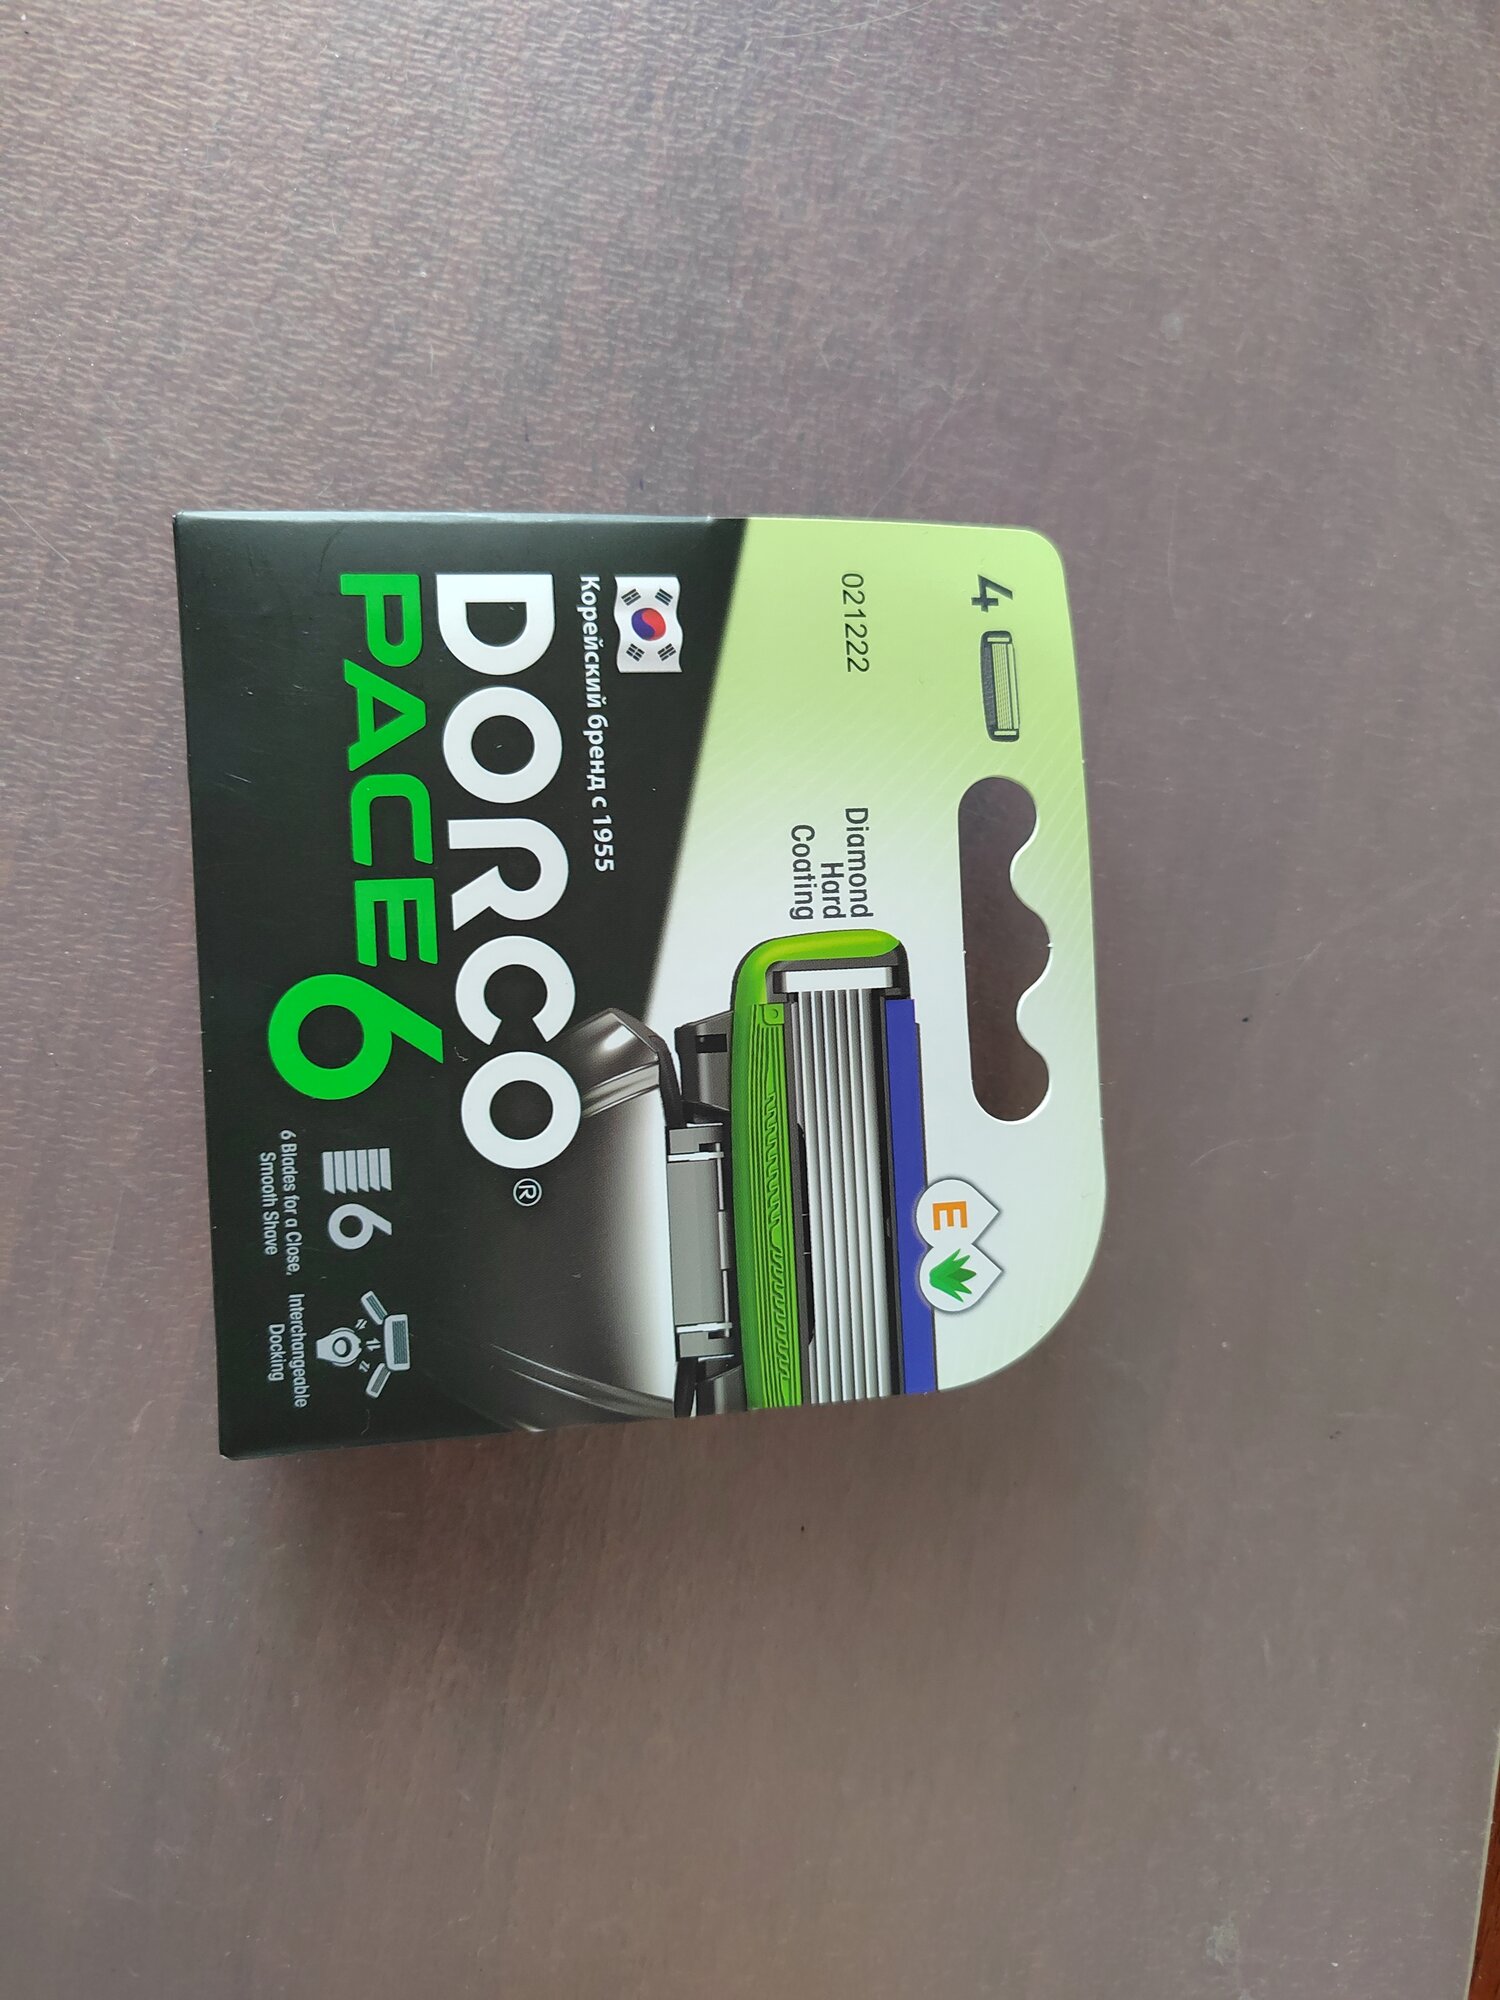 4
021222
Diamond
Hard
Coating
E
Корейский бренд с 1955
DORCO®
PACE 6
6
6 Blades for a Close,
Smooth Shave
Interchangeable
Docking